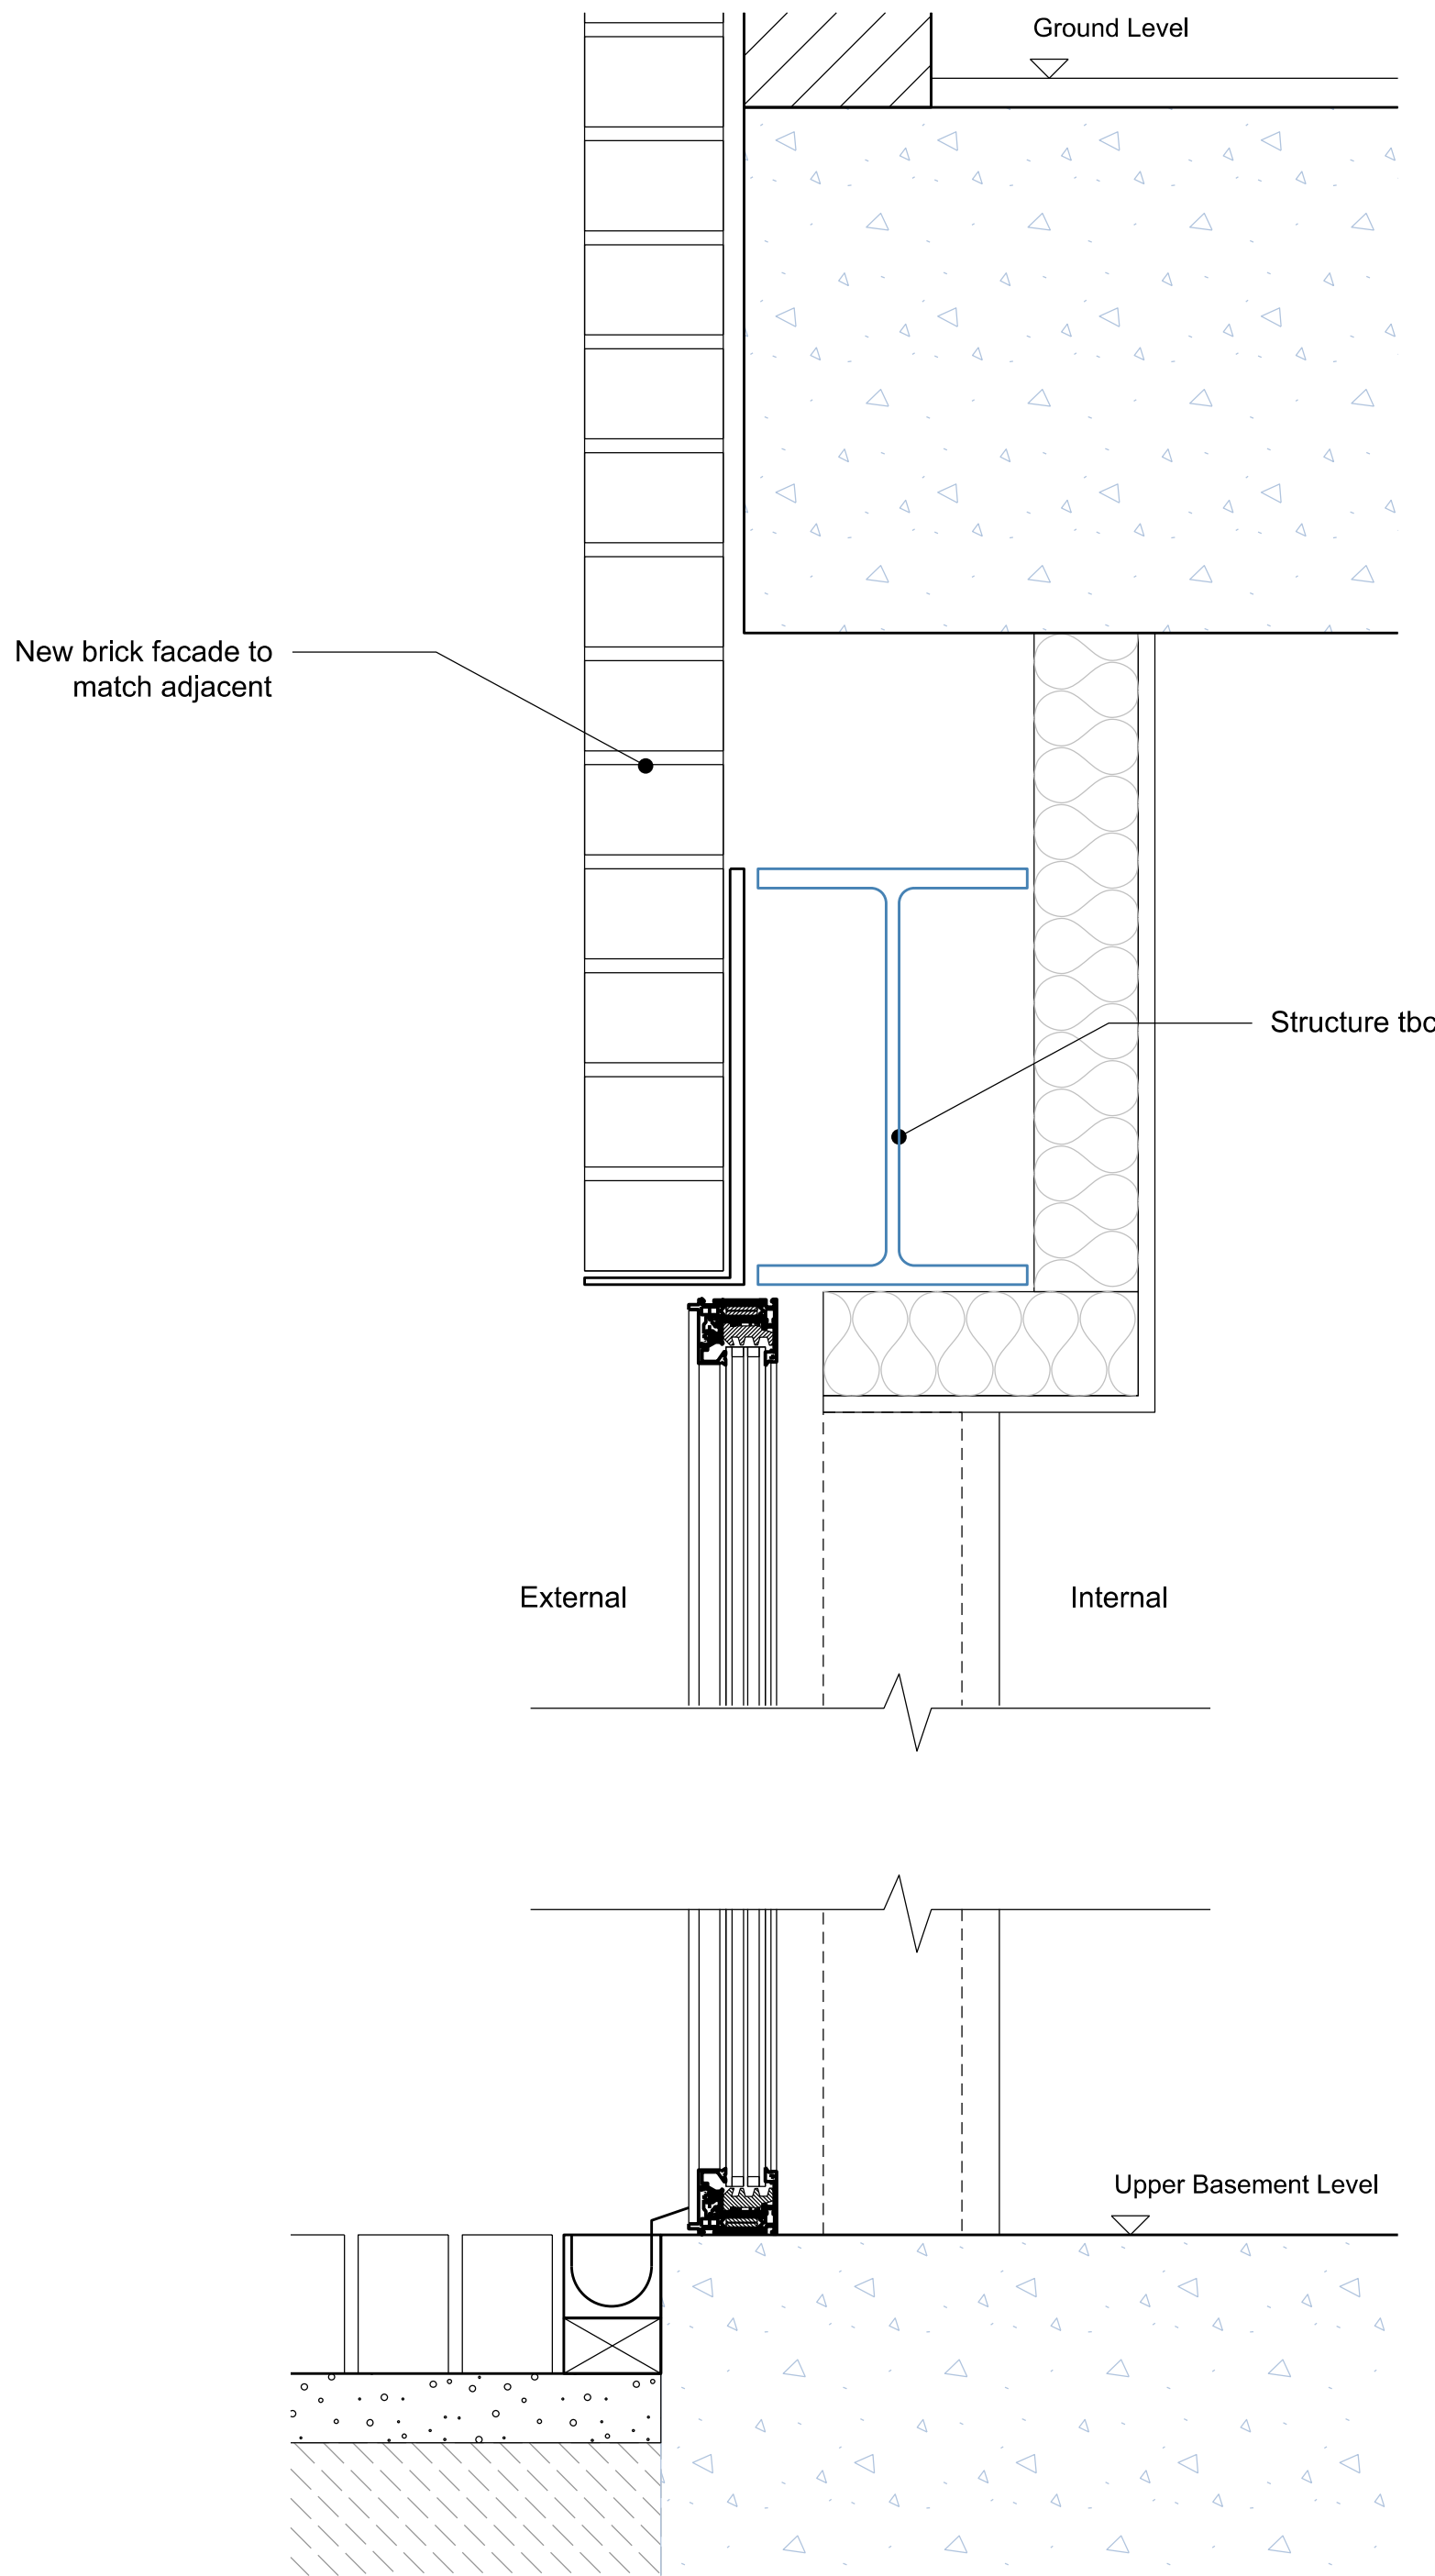 Ground Level
New brick facade to
match adjacent
Structure tbc
External
Internal
Upper Basement Level